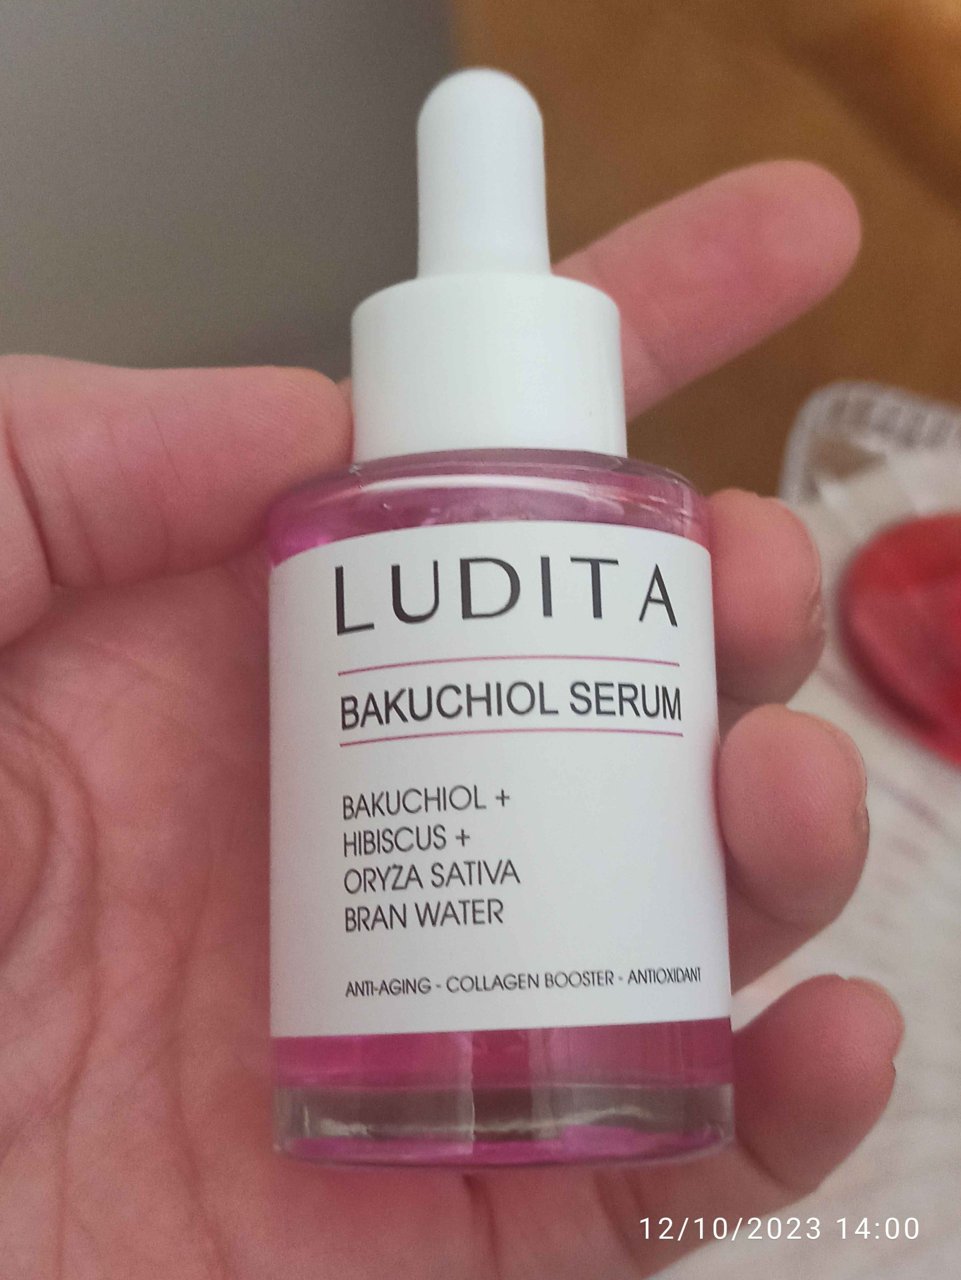 LUDITA
BAKUCHIOL SERUM
BAKUCHIOL +
HIBISCUS +
ORYZA SATIVA
BRAN WATER
ANTI-AGING - COLLAGEN BOOSTER - ANTIOXIDANT
12/10/2023 14:00